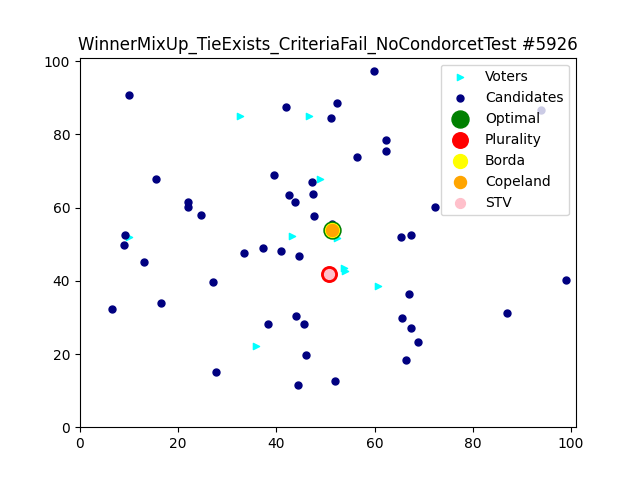 WinnerMixUp_TieExists_CriteriaFail_NoCondorcetTest #5926
100
80
60
40
20
0
0 20 40 60 80 100
Voters
Candidates
Optimal
Plurality
Borda
Copeland
STV